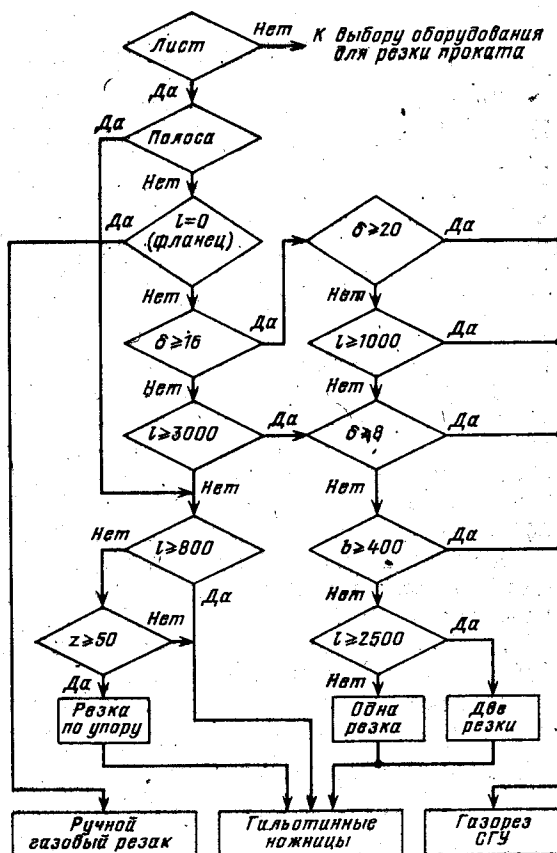 Лист
Нет
К выбору оборудования
для резки проката
Да
Да
Полоса
Нет
Да
l=0
(фланец)
б≥20
Да
Нет
Да
Нет
б≥16
l≥1000
Да
Нет
Нет
l≥3000
Да
б≥8
Да
Нет
Нет
Нет
l≥800
b≥400
Да
Да
Нет
z≥50
Нет
l≥2500
Да
Да
Нет
Резка
по упору
Одна
резка
Две
резки
Ручной
газовый резак
Гильотинные
ножницы
Газорез
СГУ